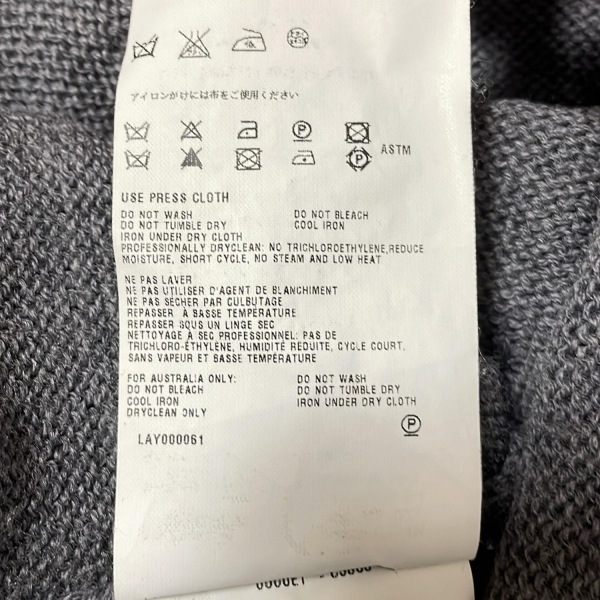 アイロンがけには布をご使用ください
ASTM
USE PRESS CLOTH
DO NOT WASH DO NOT BLEACH
DO NOT TUMBLE DRY COOL IRON
IRON UNDER DRY CLOTH
PROFESSIONALLY DRYCLEAN: NO TRICHLOROETHYLENE,REDUCE
MOISTURE, SHORT CYCLE, NO STEAM AND LOW HEAT
NE PAS LAVER
NE PAS UTILISER D'AGENT DE BLANCHIMENT
NE PAS SÉCHER PAR CULBUTAGE
REPASSER À BASSE TEMPÉRATURE
REPASSER SOUS UN LINGE SEC
NETTOYAGE À SEC PROFESSIONNEL: PAS DE
TRICHLORO-ÉTHYLÈNE, HUMIDITÉ RÉDUITE, CYCLE COURT,
SANS VAPEUR ET BASSE TEMPÉRATURE
FOR AUSTRALIA ONLY: DO NOT WASH
DO NOT BLEACH DO NOT TUMBLE DRY
COOL IRON IRON UNDER DRY CLOTH
DRYCLEAN ONLY
P
LAY000061